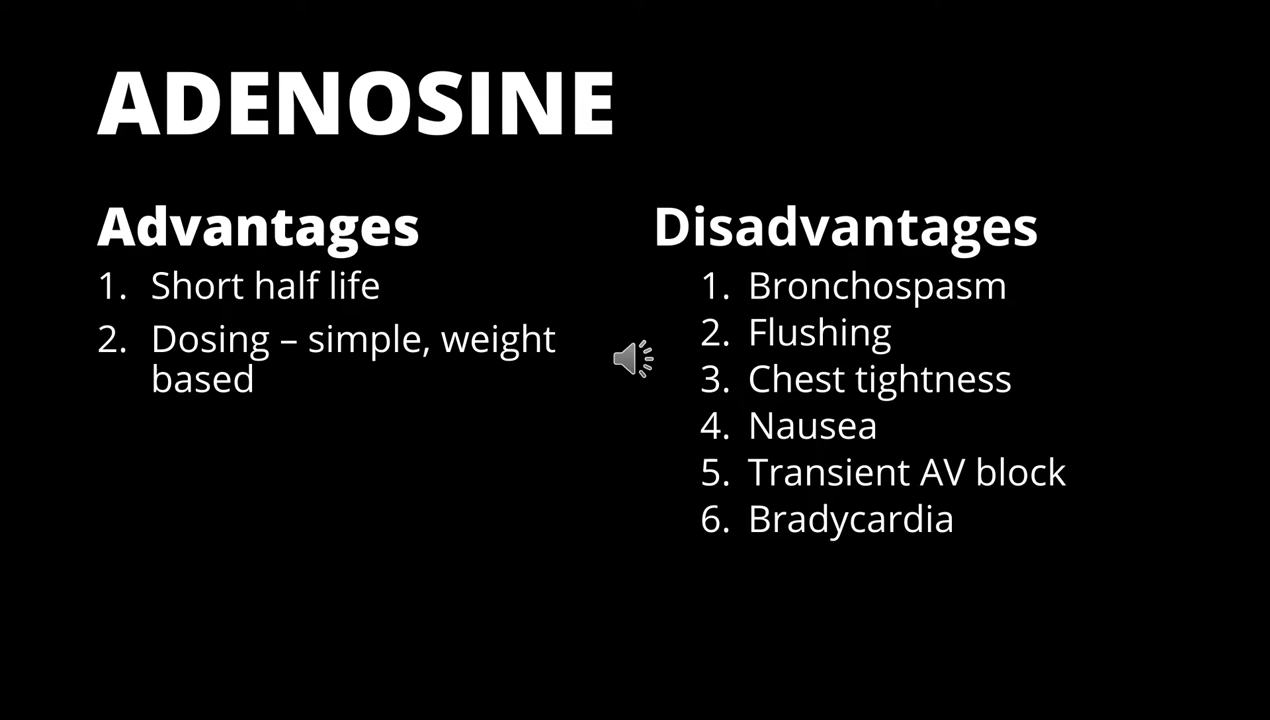 ADENOSINE
Advantages
1. Short half life
2. Dosing – simple, weight
based
Disadvantages
1. Bronchospasm
2. Flushing
3. Chest tightness
4. Nausea
5. Transient AV block
6. Bradycardia